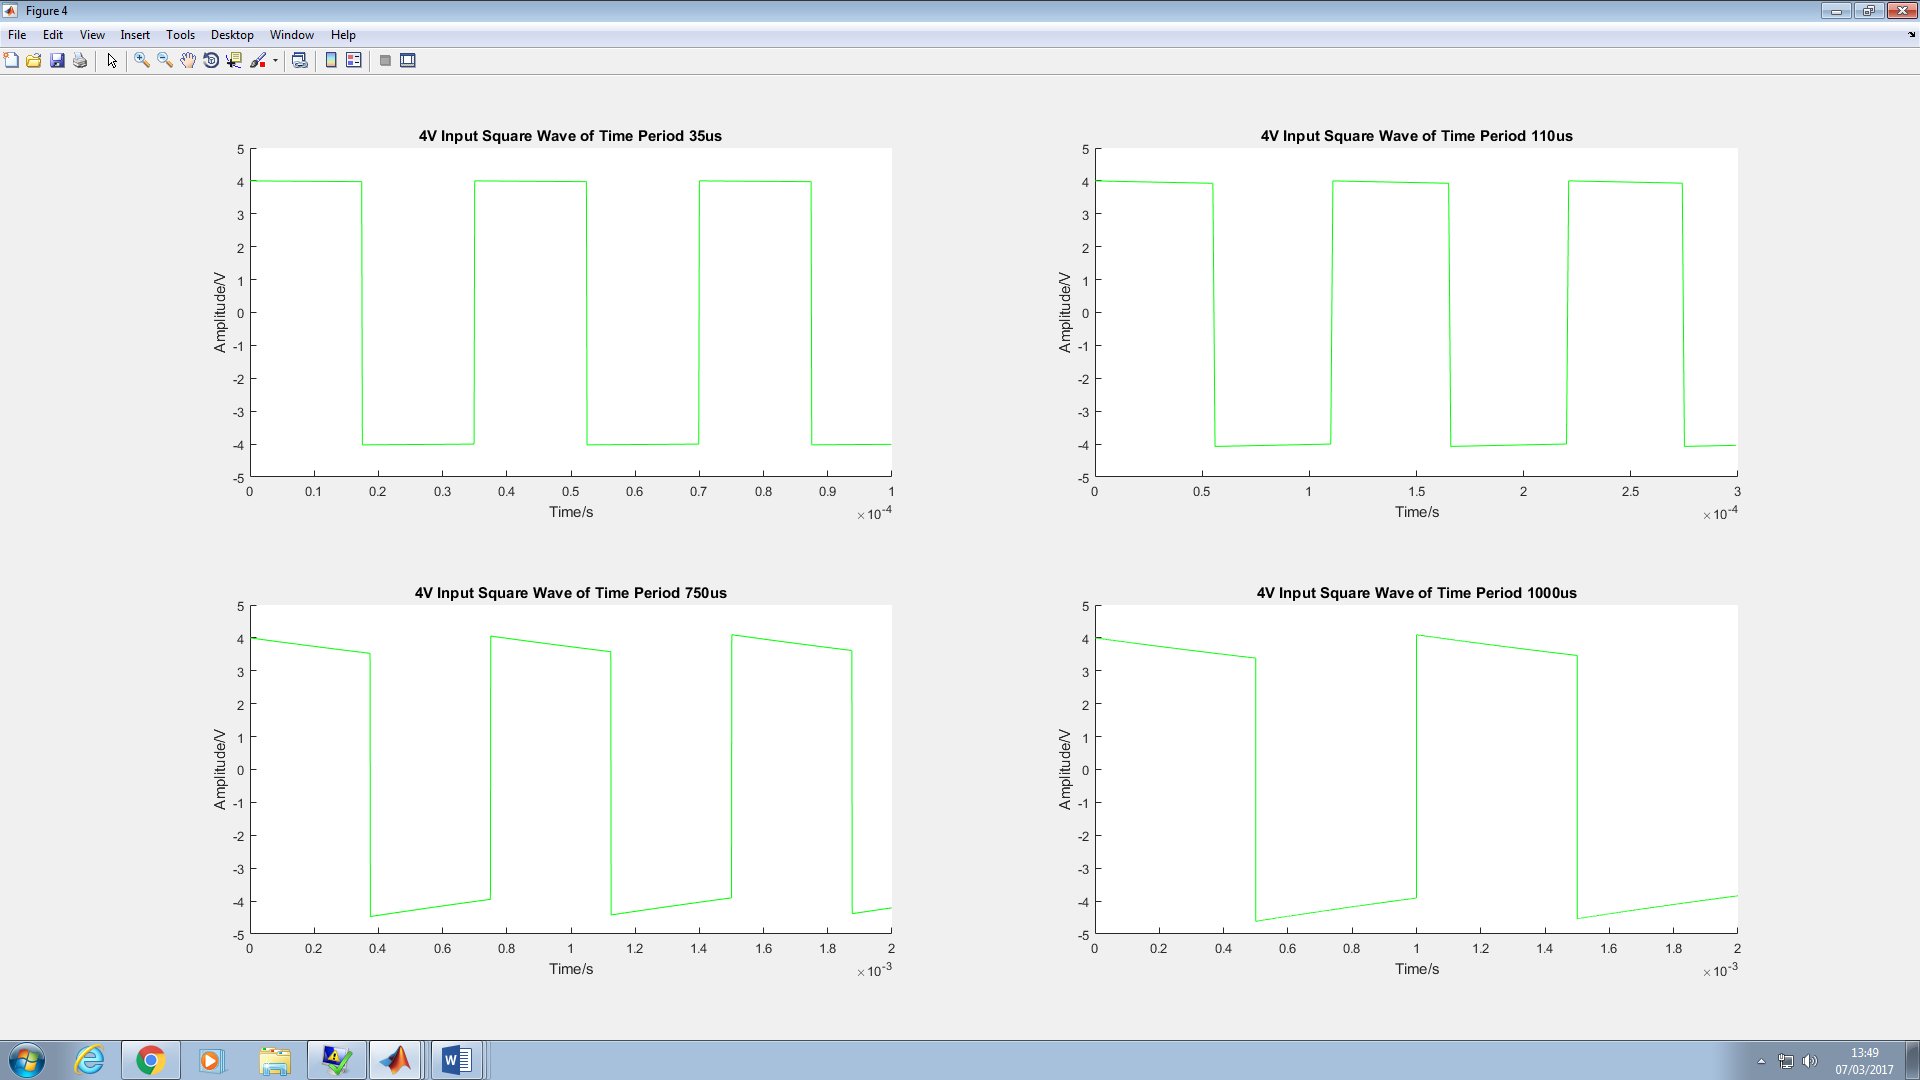 Figure 4
File Edit View Insert Tools Desktop Window Help
4V Input Square Wave of Time Period 35us
5
4
3
2
1
0
-1
-2
-3
-4
-5
Amplitude/V
0 0.1 0.2 0.3 0.4 0.5 0.6 0.7 0.8 0.9 1
Time/s
×10-4
4V Input Square Wave of Time Period 110us
5
4
3
2
1
0
-1
-2
-3
-4
-5
Amplitude/V
0 0.5 1 1.5 2 2.5 3
Time/s
×10-4
4V Input Square Wave of Time Period 750us
5
4
3
2
1
0
-1
-2
-3
-4
-5
Amplitude/V
0 0.2 0.4 0.6 0.8 1 1.2 1.4 1.6 1.8 2
Time/s
×10-3
4V Input Square Wave of Time Period 1000us
5
4
3
2
1
0
-1
-2
-3
-4
-5
Amplitude/V
0 0.2 0.4 0.6 0.8 1 1.2 1.4 1.6 1.8 2
Time/s
×10-3
W
13:49
07/03/2017